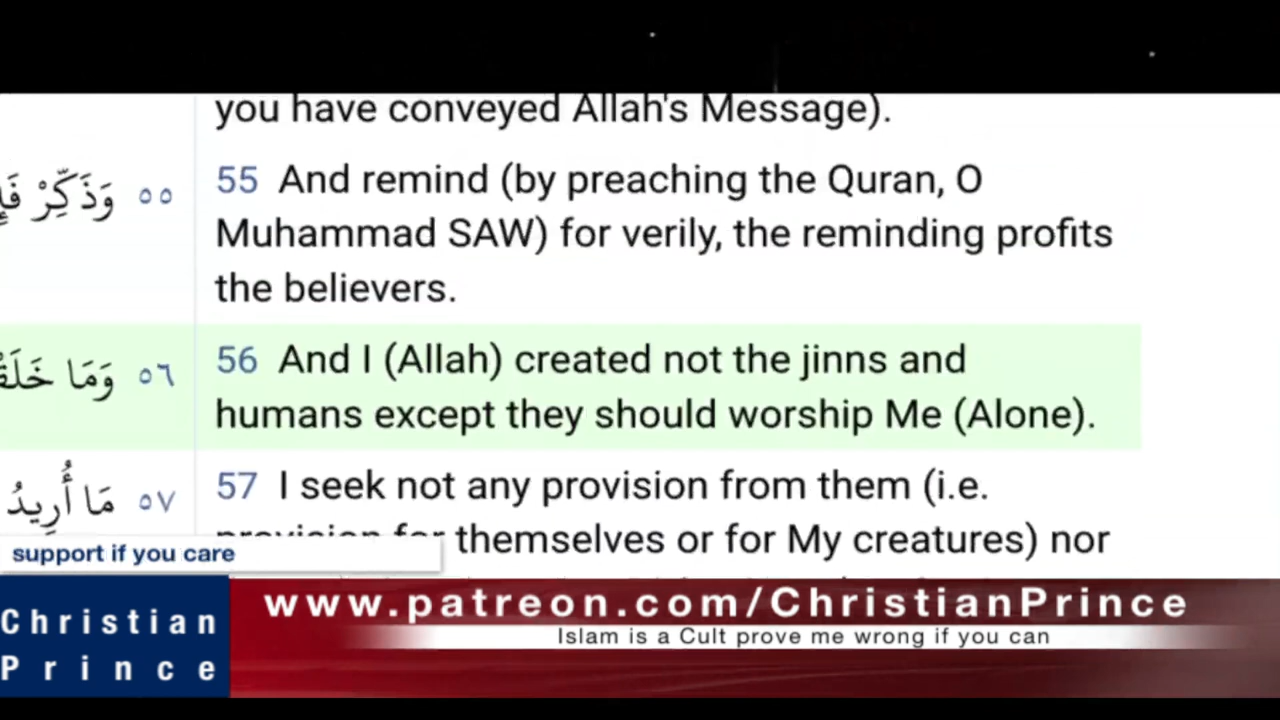 you have conveyed Allah's Message).
55 And remind (by preaching the Quran, O
Muhammad SAW) for verily, the reminding profits
the believers.
٥٥ وَذَكِّرْ
56 And I (Allah) created not the jinns and
humans except they should worship Me (Alone).
٥٦ وَمَا
57 I seek not any provision from them (i.e.
provision for themselves or for My creatures) nor
٥٧ مَا أُرِيدُ
support if you care
Christian
Prince
www.patreon.com/ChristianPrince
Islam is a Cult prove me wrong if you can